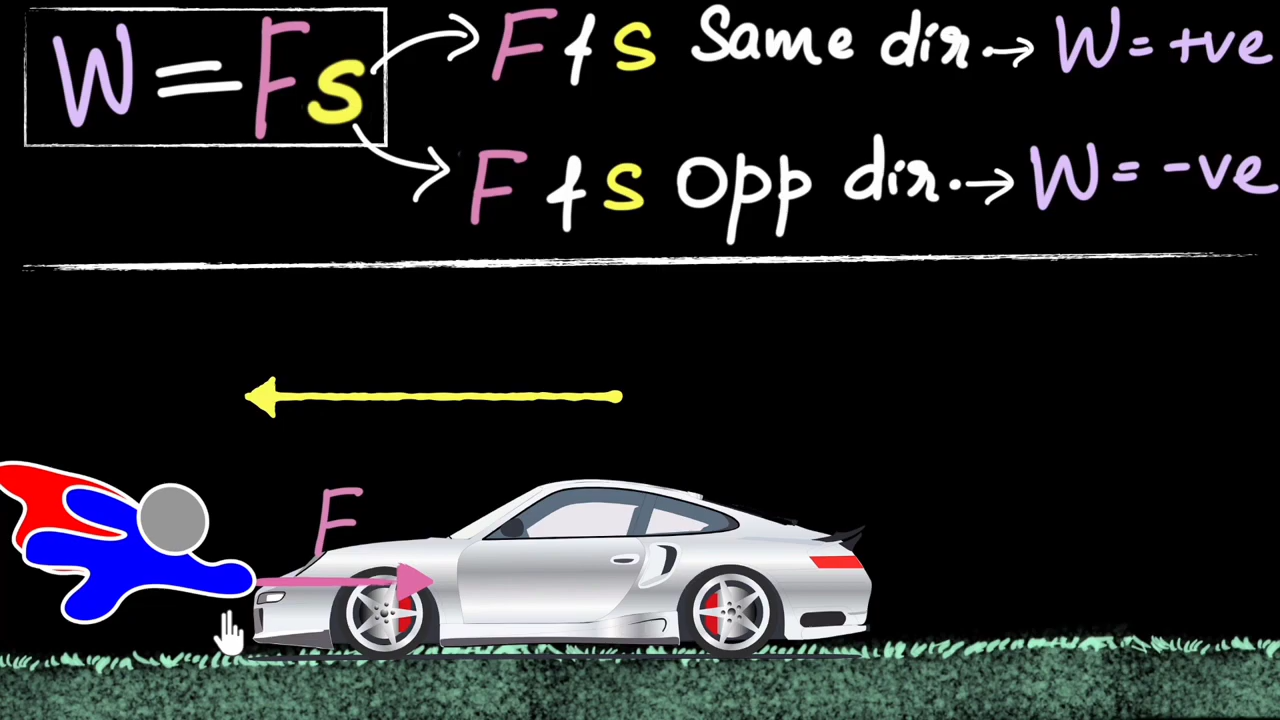 W = Fs
F & s Same dir. → W = +ve
F & s Opp dir. → W = -ve
F